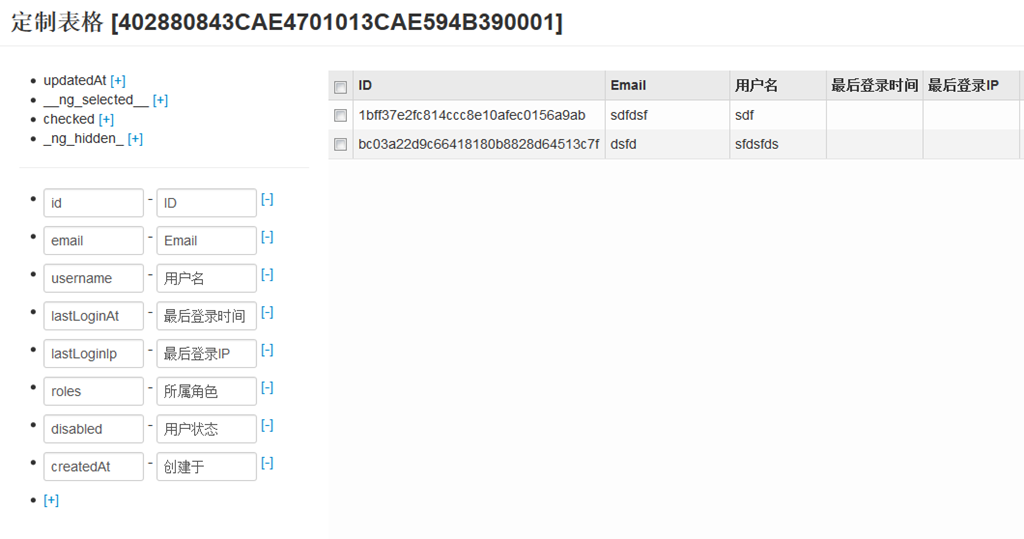 定制表格 [402880843CAE4701013CAE594B390001]
updatedAt [+]
__ng_selected__ [+]
checked [+]
_ng_hidden_ [+]
id - ID [-]
email - Email [-]
username - 用户名 [-]
lastLoginAt - 最后登录时间 [-]
lastLoginIp - 最后登录IP [-]
roles - 所属角色 [-]
disabled - 用户状态 [-]
createdAt - 创建于 [-]
[+]
ID Email 用户名 最后登录时间 最后登录IP
1bff37e2fc814ccc8e10afec0156a9ab sdfdsf sdf
bc03a22d9c66418180b8828d64513c7f dsfd sfdsfds